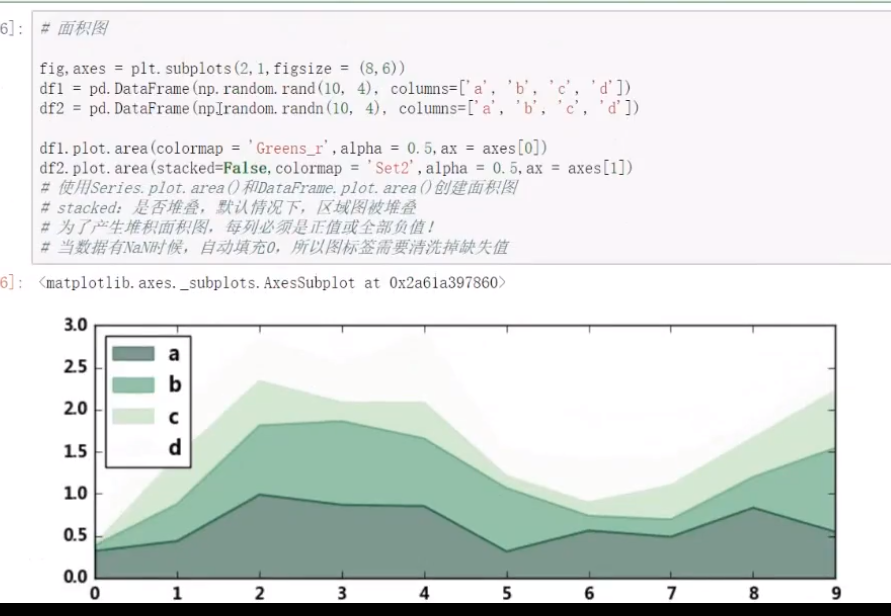 6]:
# 面积图
fig,axes = plt.subplots(2,1,figsize = (8,6))
df1 = pd.DataFrame(np.random.rand(10, 4), columns=['a', 'b', 'c', 'd'])
df2 = pd.DataFrame(np.random.randn(10, 4), columns=['a', 'b', 'c', 'd'])
df1.plot.area(colormap = 'Greens_r',alpha = 0.5,ax = axes[0])
df2.plot.area(stacked=False,colormap = 'Set2',alpha = 0.5,ax = axes[1])
# 使用Series.plot.area()和DataFrame.plot.area()创建面积图
# stacked：是否堆叠，默认情况下，区域图被堆叠
# 为了产生堆积面积图，每列必须是正值或全部负值！
# 当数据有NaN时候，自动填充0，所以图标签需要清洗掉缺失值
6]: <matplotlib.axes._subplots.AxesSubplot at 0x2a61a397860>
3.0
2.5
2.0
1.5
1.0
0.5
0.0
a
b
c
d
0 1 2 3 4 5 6 7 8 9